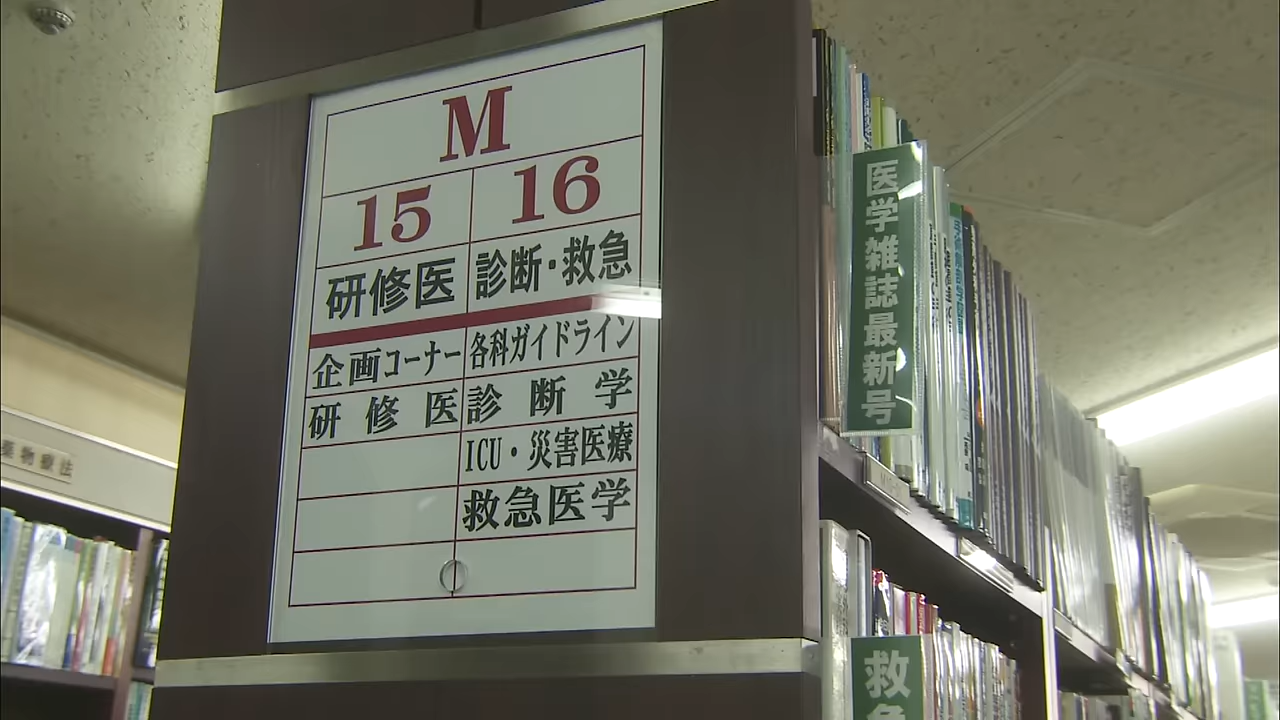 M
15 16
研修医 診断・救急
企画コーナー 各科ガイドライン
研修医 診断学
ICU・災害医療
救急医学
医学雑誌最新号
救急
薬物療法